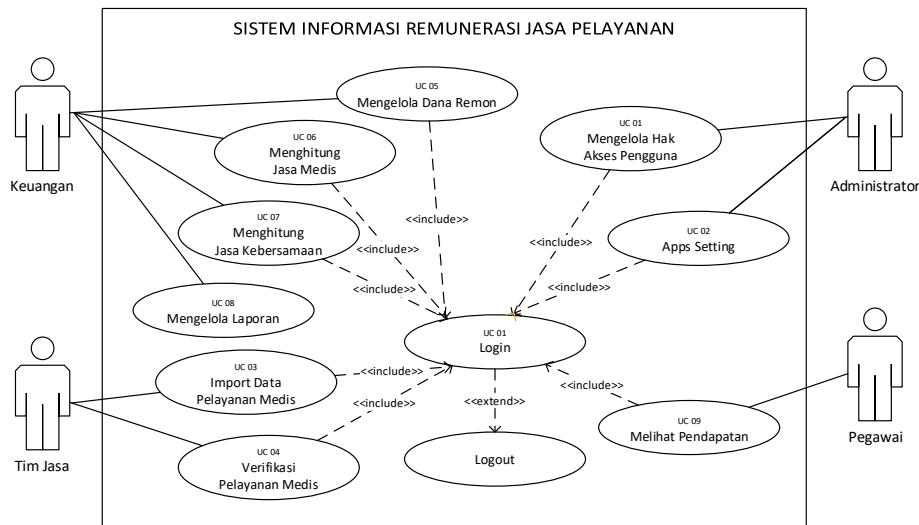 SISTEM INFORMASI REMUNERASI JASA PELAYANAN
UC 05
Mengelola Dana Remon
UC 06
Menghitung
Jasa Medis
UC 01
Mengelola Hak
Akses Pengguna
Keuangan
Administrator
UC 07
Menghitung
Jasa Kebersamaan
<<include>>
<<include>>
<<include>>
UC 02
Apps Setting
<<include>>
<<include>>
UC 08
Mengelola Laporan
UC 01
Login
UC 03
Import Data
Pelayanan Medis
<<include>>
<<include>>
<<include>>
<<extend>>
UC 09
Melihat Pendapatan
Tim Jasa
Pegawai
UC 04
Verifikasi
Pelayanan Medis
Logout